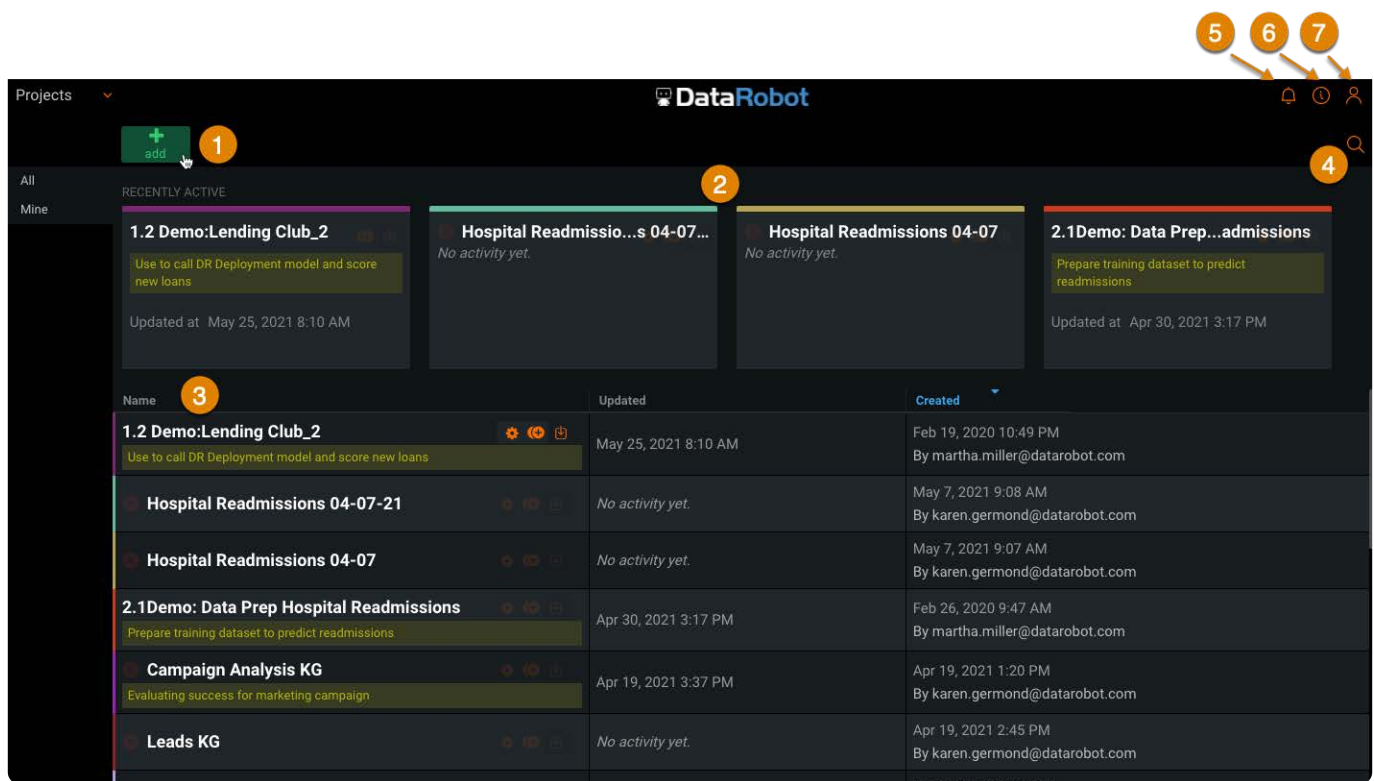 5 6 7
Projects
DataRobot
add
1
4
All
Mine
RECENTLY ACTIVE
2
1.2 Demo:Lending Club_2
Use to call DR Deployment model and score
new loans
Updated at May 25, 2021 8:10 AM
Hospital Readmissio...s 04-07...
No activity yet.
Hospital Readmissions 04-07
No activity yet.
2.1Demo: Data Prep...admissions
Prepare training dataset to predict
readmissions
Updated at Apr 30, 2021 3:17 PM
Name 3 Updated Created
1.2 Demo:Lending Club_2
Use to call DR Deployment model and score new loans
May 25, 2021 8:10 AM
Feb 19, 2020 10:49 PM
By martha.miller@datarobot.com
Hospital Readmissions 04-07-21
No activity yet.
May 7, 2021 9:08 AM
By karen.germond@datarobot.com
Hospital Readmissions 04-07
No activity yet.
May 7, 2021 9:07 AM
By karen.germond@datarobot.com
2.1Demo: Data Prep Hospital Readmissions
Prepare training dataset to predict readmissions
Apr 30, 2021 3:17 PM
Feb 26, 2020 9:47 AM
By martha.miller@datarobot.com
Campaign Analysis KG
Evaluating success for marketing campaign
Apr 19, 2021 3:37 PM
Apr 19, 2021 1:20 PM
By karen.germond@datarobot.com
Leads KG
No activity yet.
Apr 19, 2021 2:45 PM
By karen.germond@datarobot.com